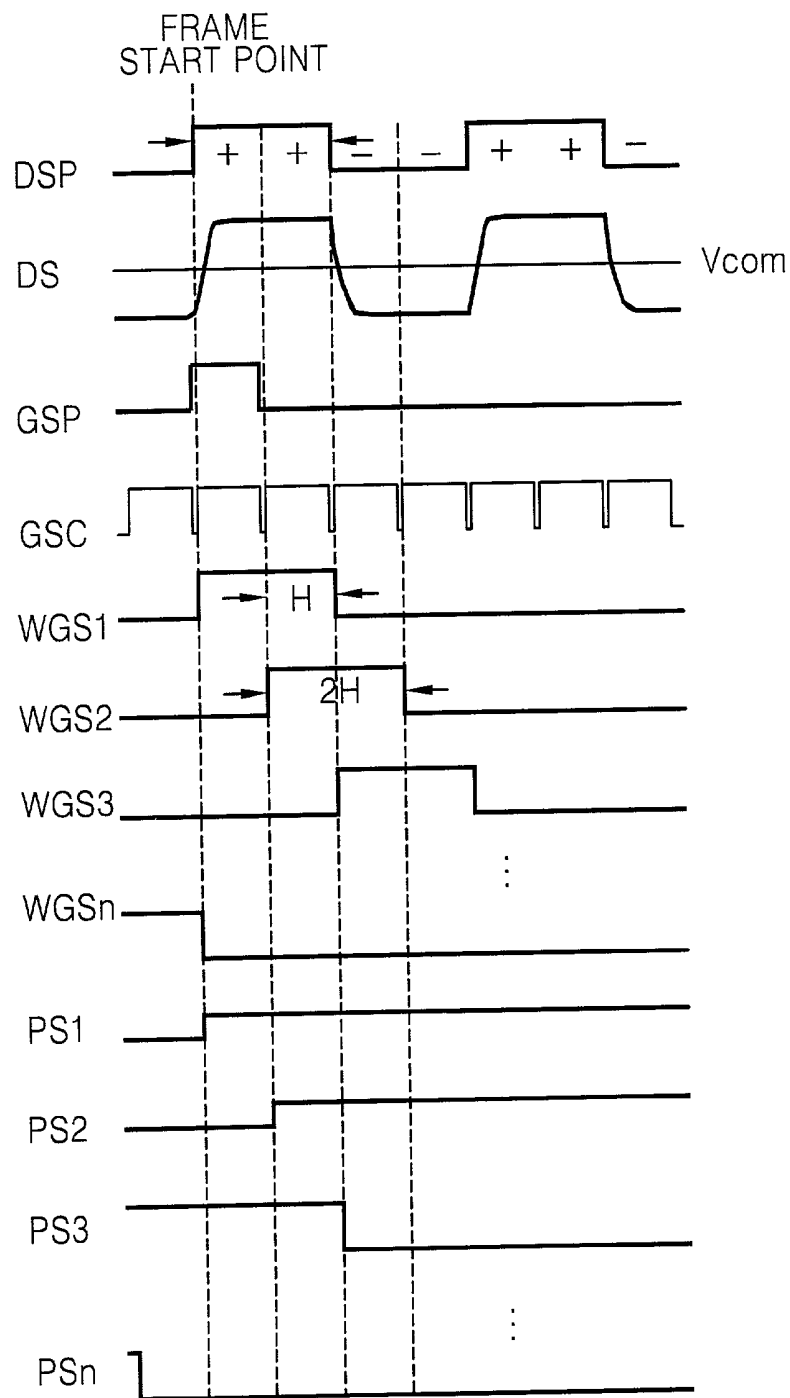 FRAME
START POINT
DSP
+ + − − + + −
DS
Vcom
GSP
GSC
WGS1
H
WGS2
2H
WGS3
⋮
WGSn
PS1
PS2
PS3
⋮
PSn